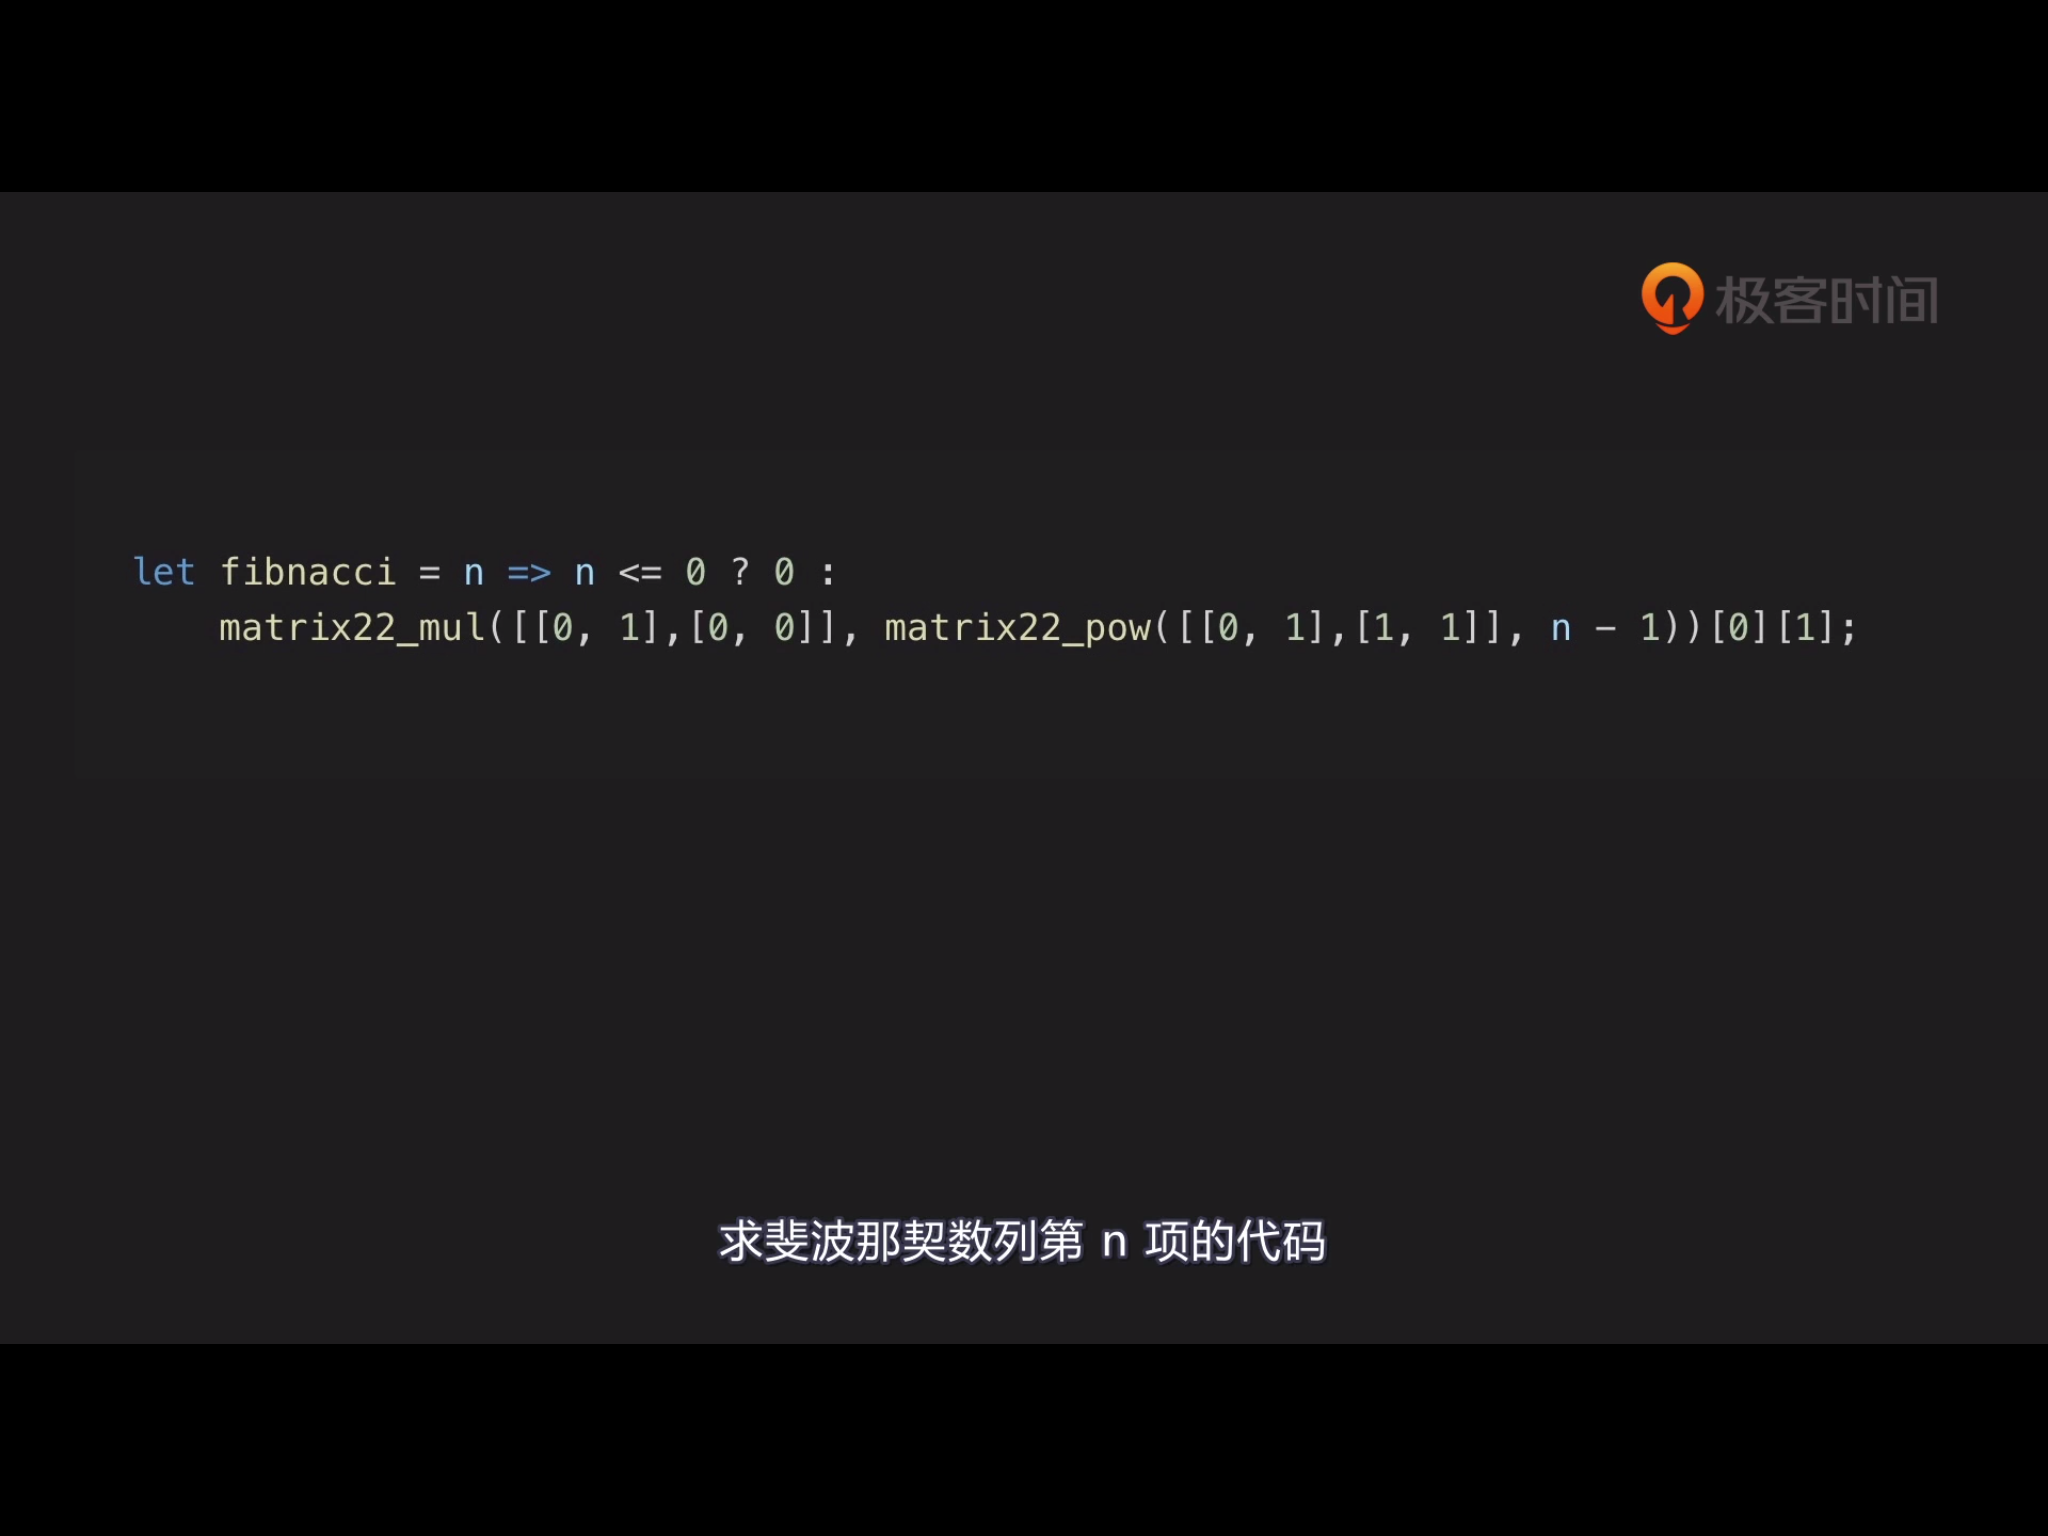 极客时间
let fibnacci = n => n <= 0 ? 0 :
    matrix22_mul([[0, 1],[0, 0]], matrix22_pow([[0, 1],[1, 1]], n - 1))[0][1];
求斐波那契数列第 n 项的代码